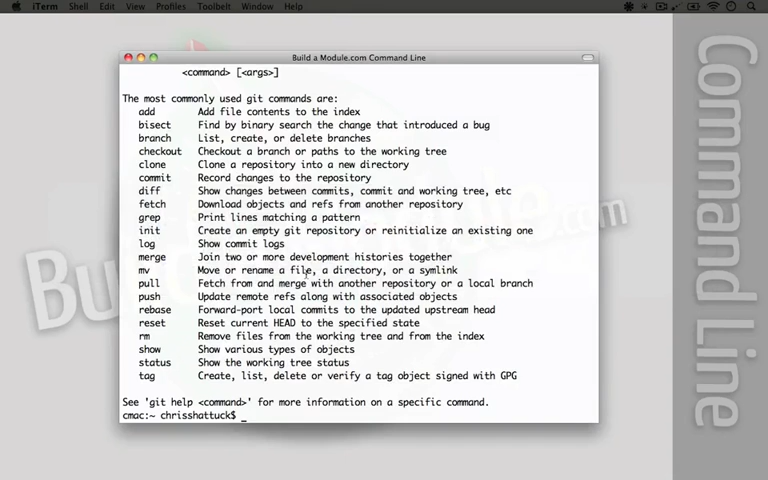 iTerm Shell Edit View Profiles Toolbelt Window Help
Build a Module.com Command Line
<command> [<args>]
The most commonly used git commands are:
add Add file contents to the index
bisect Find by binary search the change that introduced a bug
branch List, create, or delete branches
checkout Checkout a branch or paths to the working tree
clone Clone a repository into a new directory
commit Record changes to the repository
diff Show changes between commits, commit and working tree, etc
fetch Download objects and refs from another repository
grep Print lines matching a pattern
init Create an empty git repository or reinitialize an existing one
log Show commit logs
merge Join two or more development histories together
mv Move or rename a file, a directory, or a symlink
pull Fetch from and merge with another repository or a local branch
push Update remote refs along with associated objects
rebase Forward-port local commits to the updated upstream head
reset Reset current HEAD to the specified state
rm Remove files from the working tree and from the index
show Show various types of objects
status Show the working tree status
tag Create, list, delete or verify a tag object signed with GPG
See 'git help <command>' for more information on a specific command.
cmac:~ chrisshattuck$ _
Command Line
.com